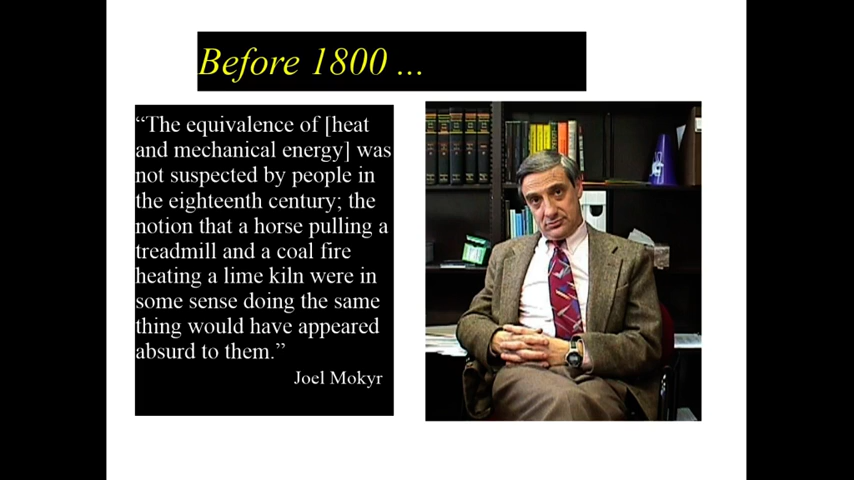 Before 1800 ...
“The equivalence of [heat
and mechanical energy] was
not suspected by people in
the eighteenth century; the
notion that a horse pulling a
treadmill and a coal fire
heating a lime kiln were in
some sense doing the same
thing would have appeared
absurd to them.”
Joel Mokyr